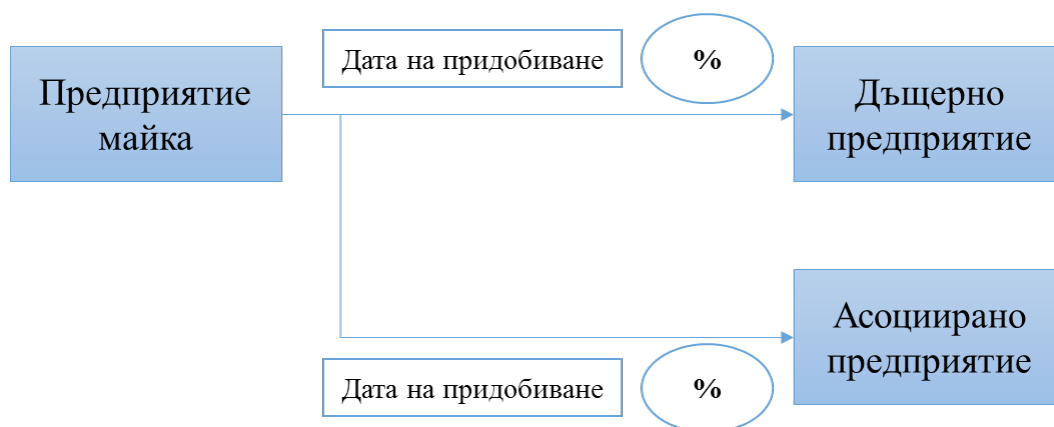 Дата на придобиване
%
Предприятие
майка
Дъщерно
предприятие
Асоциирано
предприятие
Дата на придобиване
%